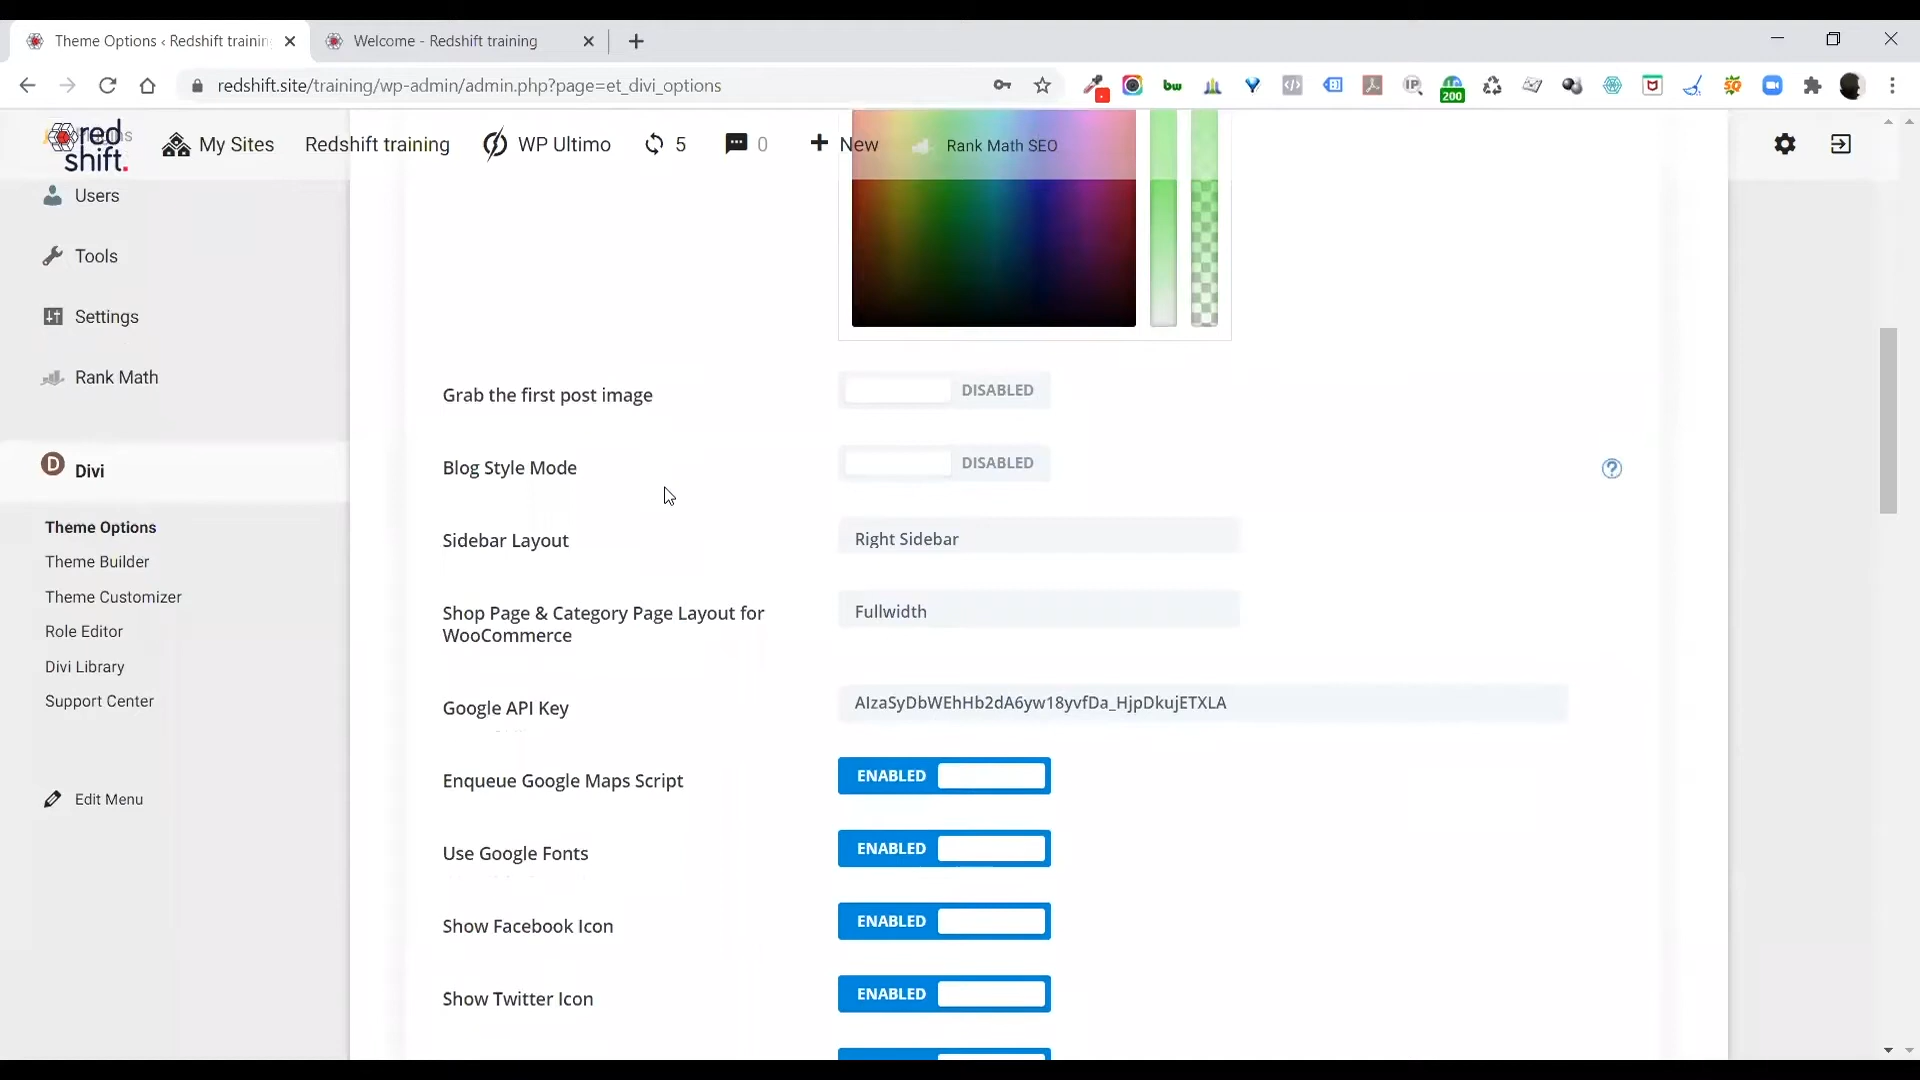 Theme Options ‹ Redshift trainin
Welcome - Redshift training
redshift.site/training/wp-admin/admin.php?page=et_divi_options
bw
IP
200
red
shift.
My Sites
Redshift training
WP Ultimo
5
0
New
Rank Math SEO
Users
Tools
Settings
Rank Math
D
Divi
Theme Options
Theme Builder
Theme Customizer
Role Editor
Divi Library
Support Center
Edit Menu
Grab the first post image
DISABLED
Blog Style Mode
DISABLED
?
Sidebar Layout
Right Sidebar
Shop Page & Category Page Layout for
WooCommerce
Fullwidth
Google API Key
AIzaSyDbWEhHb2dA6yw18yvfDa_HjpDkujETXLA
Enqueue Google Maps Script
ENABLED
Use Google Fonts
ENABLED
Show Facebook Icon
ENABLED
Show Twitter Icon
ENABLED